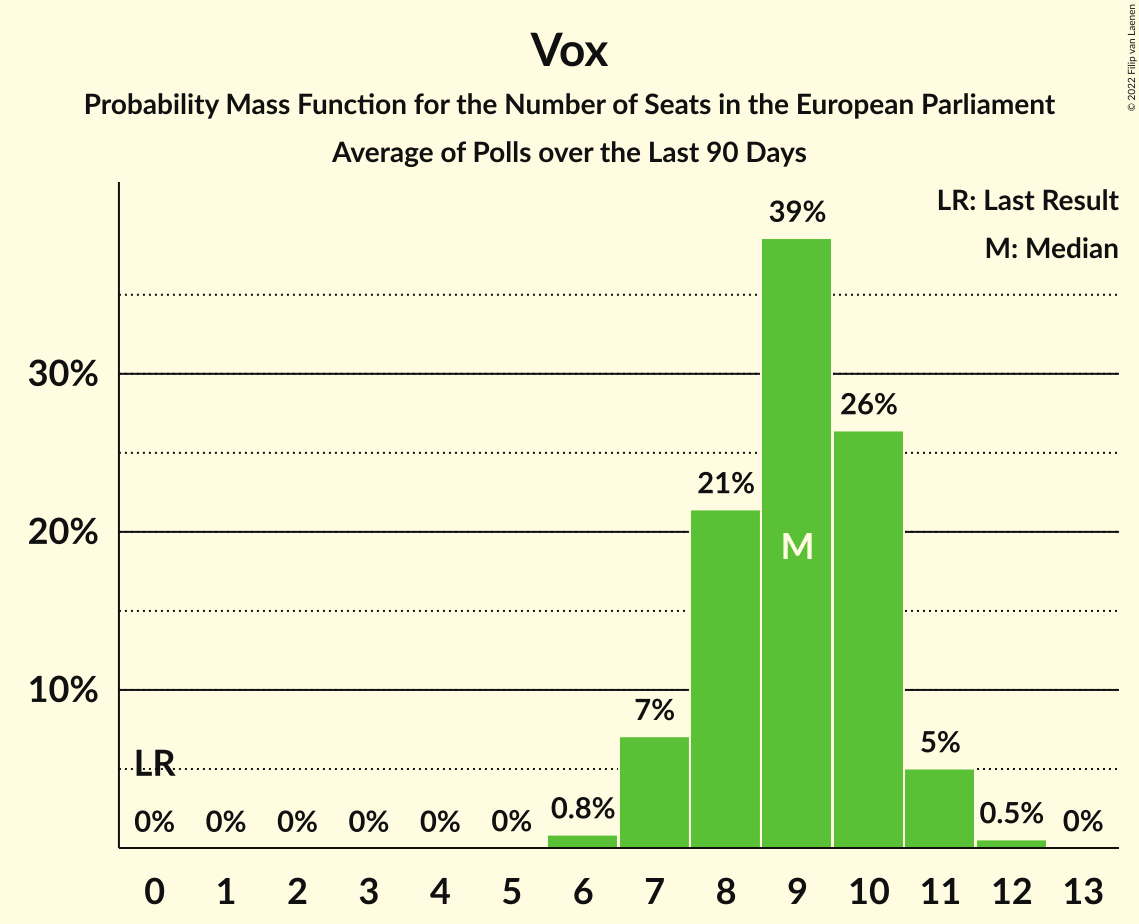 Vox
Probability Mass Function for the Number of Seats in the European Parliament
Average of Polls over the Last 90 Days
© 2022 Filip van Laenen
LR: Last Result
M: Median
39%
30%
26%
21%
20%
M
10%
7%
5%
LR
0% 0% 0% 0% 0% 0% 0.8% 0.5% 0%
0 1 2 3 4 5 6 7 8 9 10 11 12 13